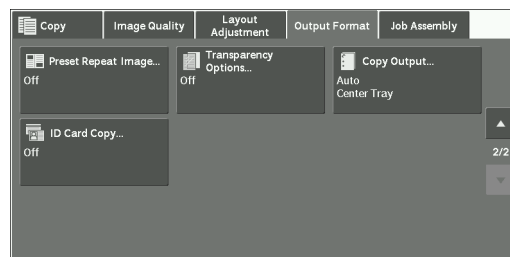 Copy
Image Quality
Layout
Adjustment
Output Format
Job Assembly
Preset Repeat Image...
Off
Transparency
Options...
Off
Copy Output...
Auto
Center Tray
ID Card Copy...
Off
2/2